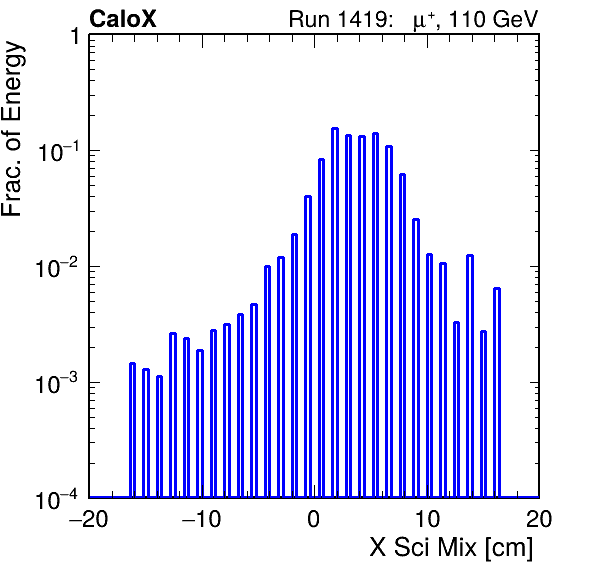 CaloX Run 1419: μ⁺, 110 GeV
Frac. of Energy
1
10⁻¹
10⁻²
10⁻³
10⁻⁴
−20 −10 0 10 20
X Sci Mix [cm]